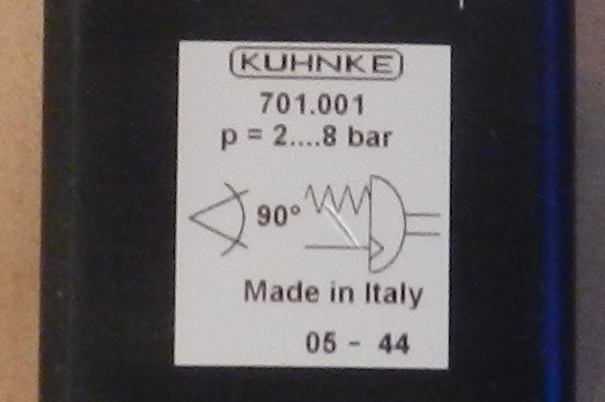 KUHNKE
701.001
p = 2....8 bar
90°
Made in Italy
05 - 44